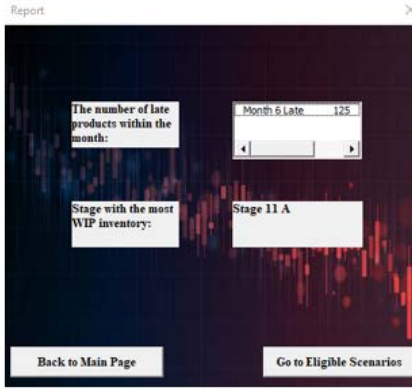 Report
The number of late
products within the
month:
Month 6 Late 125
Stage with the most
WIP inventory:
Stage 11 A
Back to Main Page
Go to Eligible Scenarios